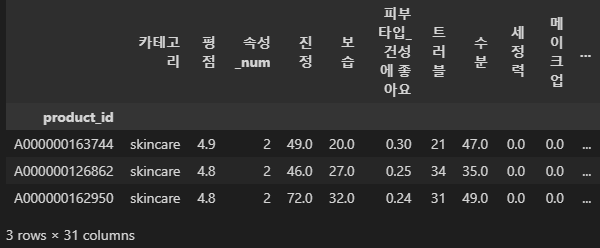 카테고리 평점 속성_num 진정 보습 피부타입_건성에 좋아요 트러블 수분 세정력 메이크업 ...
product_id
A000000163744 skincare 4.9 2 49.0 20.0 0.30 21 47.0 0.0 0.0 ...
A000000126862 skincare 4.8 2 46.0 27.0 0.25 34 35.0 0.0 0.0 ...
A000000162950 skincare 4.8 2 72.0 32.0 0.24 31 49.0 0.0 0.0 ...
3 rows × 31 columns